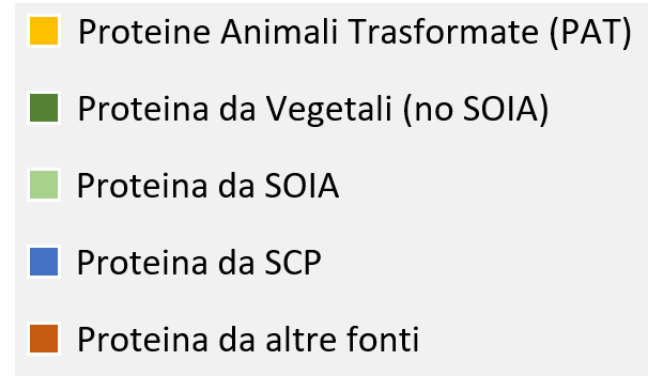 Proteine Animali Trasformate (PAT)
Proteina da Vegetali (no SOIA)
Proteina da SOIA
Proteina da SCP
Proteina da altre fonti